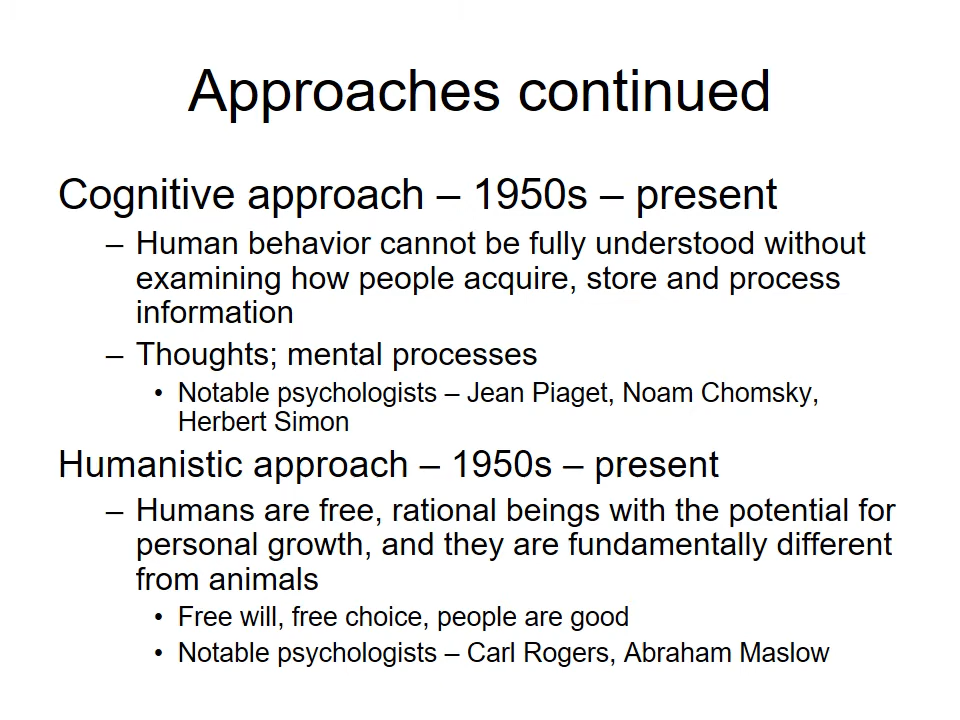 Approaches continued
Cognitive approach – 1950s – present
– Human behavior cannot be fully understood without
examining how people acquire, store and process
information
– Thoughts; mental processes
• Notable psychologists – Jean Piaget, Noam Chomsky,
Herbert Simon
Humanistic approach – 1950s – present
– Humans are free, rational beings with the potential for
personal growth, and they are fundamentally different
from animals
• Free will, free choice, people are good
• Notable psychologists – Carl Rogers, Abraham Maslow